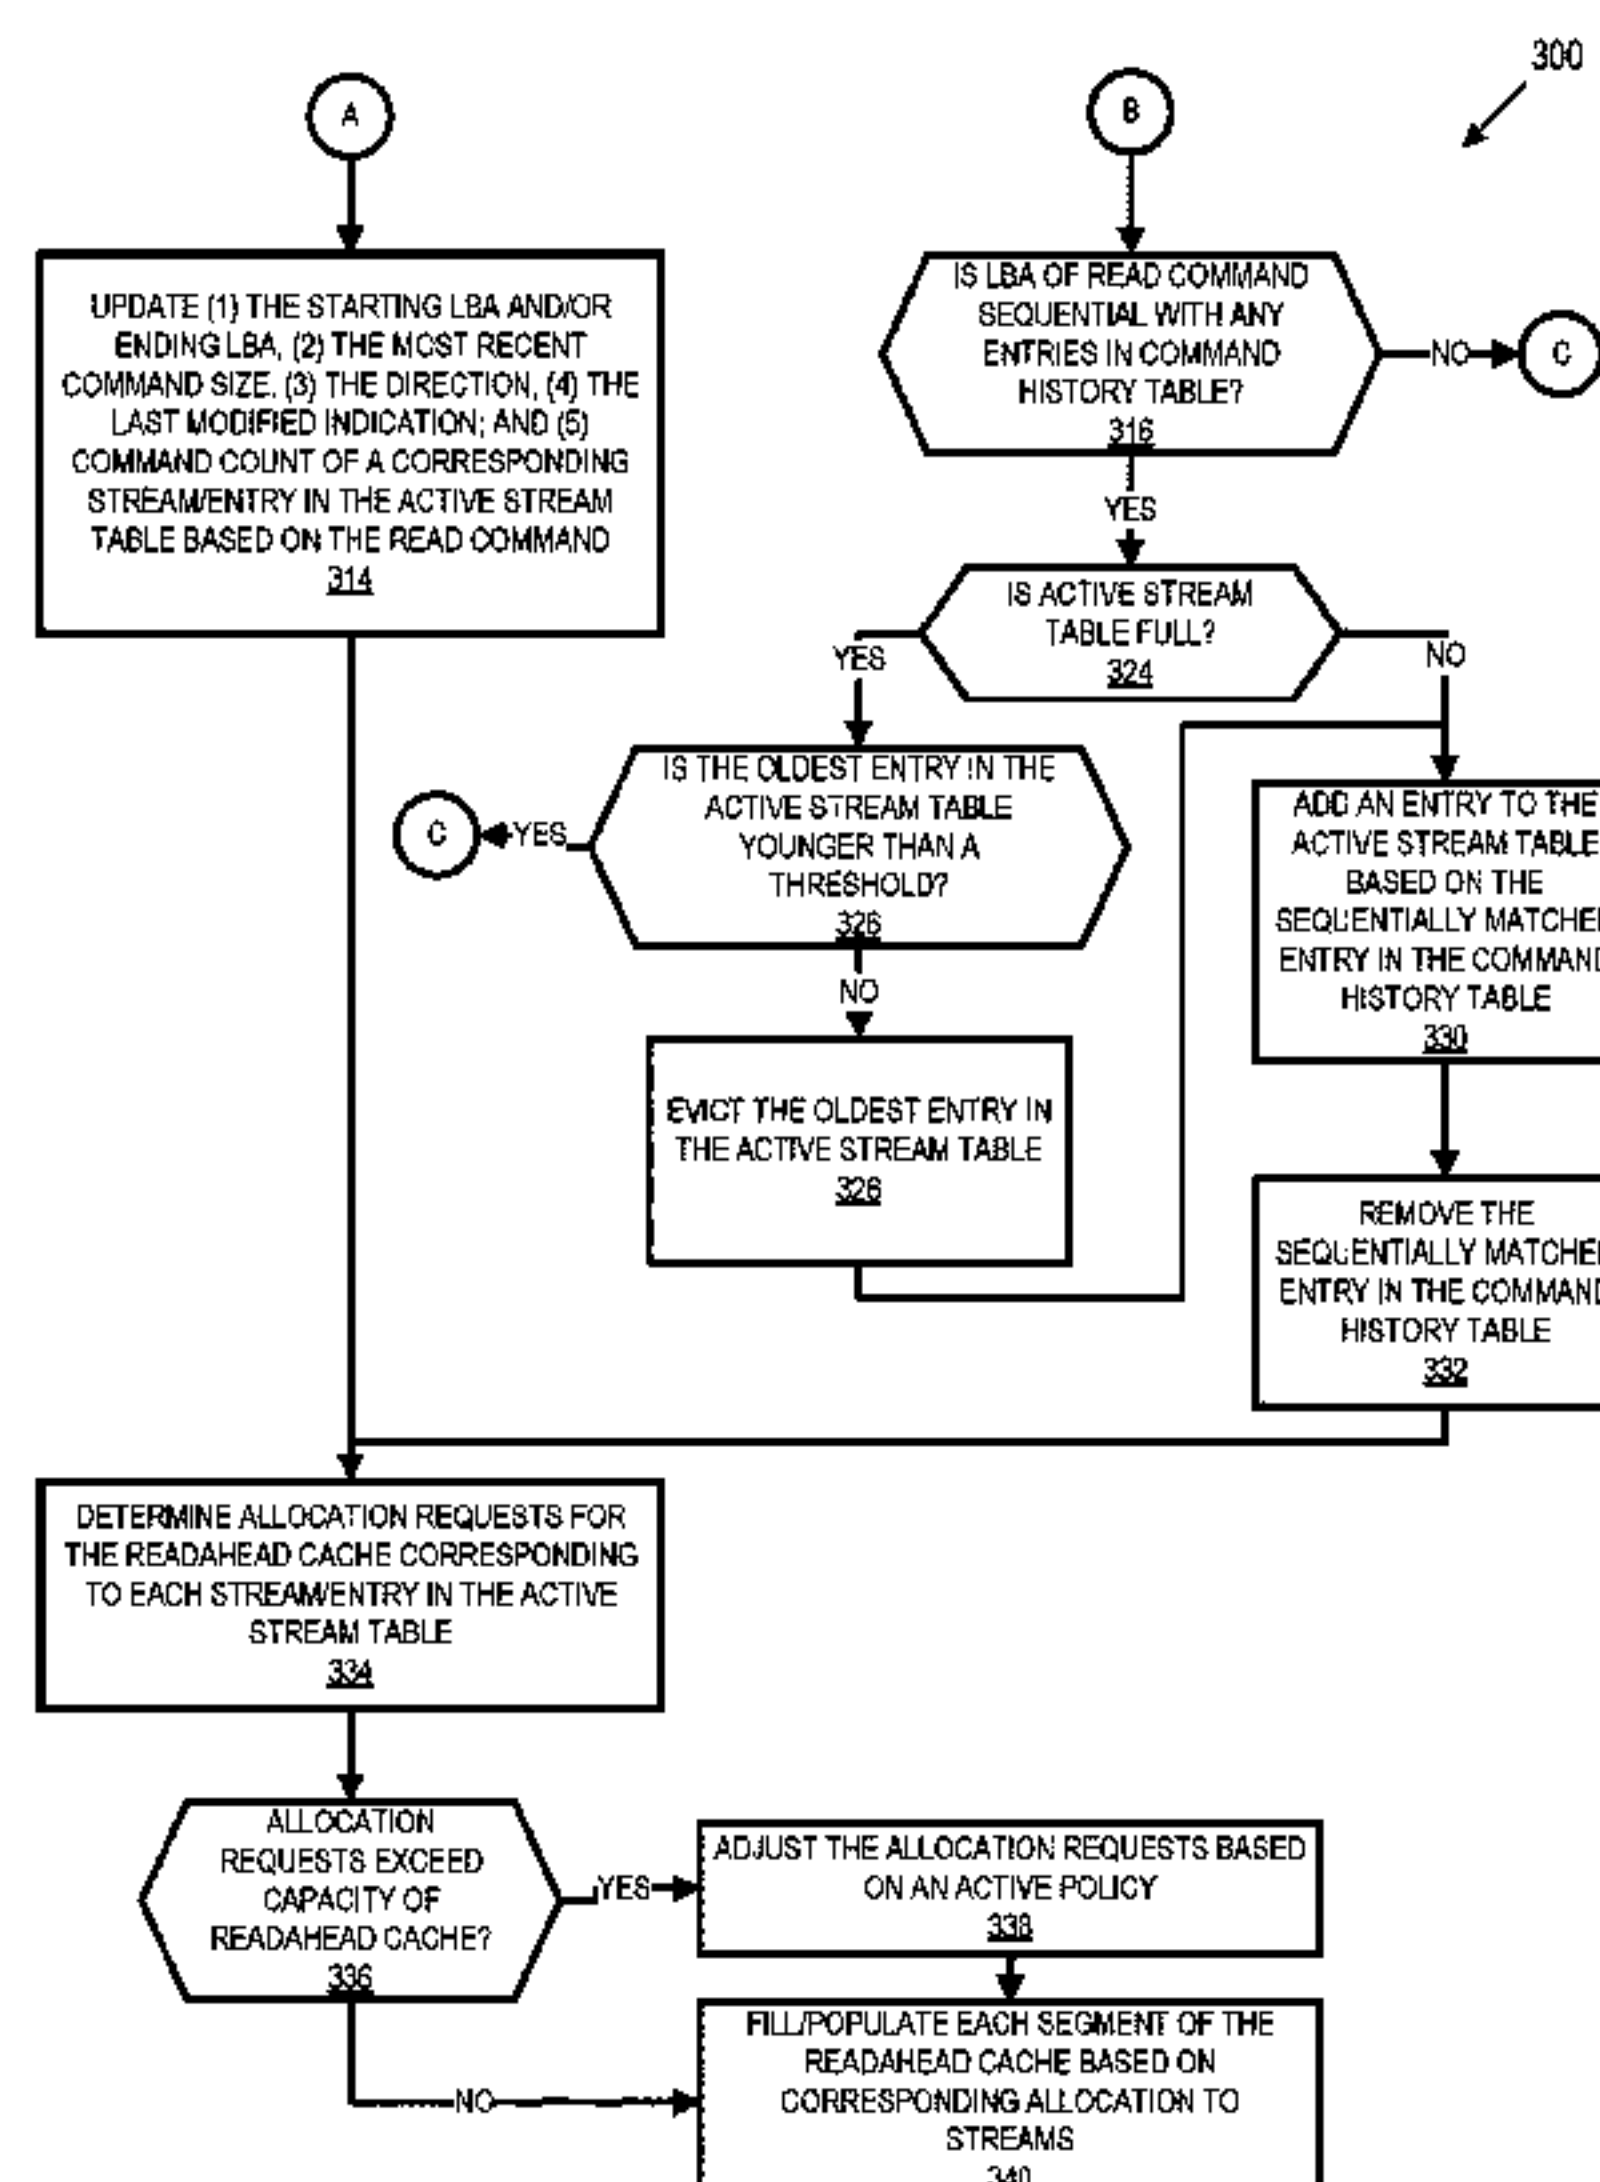 300
A
B
UPDATE (1) THE STARTING LBA AND/OR
ENDING LBA, (2) THE MOST RECENT
COMMAND SIZE, (3) THE DIRECTION, (4) THE
LAST MODIFIED INDICATION; AND (5)
COMMAND COUNT OF A CORRESPONDING
STREAM/ENTRY IN THE ACTIVE STREAM
TABLE BASED ON THE READ COMMAND
314
IS LBA OF READ COMMAND
SEQUENTIAL WITH ANY
ENTRIES IN COMMAND
HISTORY TABLE?
316
NO
C
YES
IS ACTIVE STREAM
TABLE FULL?
324
YES
NO
IS THE OLDEST ENTRY IN THE
ACTIVE STREAM TABLE
YOUNGER THAN A
THRESHOLD?
326
YES
C
NO
EVICT THE OLDEST ENTRY IN
THE ACTIVE STREAM TABLE
326
ADD AN ENTRY TO THE
ACTIVE STREAM TABLE
BASED ON THE
SEQUENTIALLY MATCHE
ENTRY IN THE COMMAND
HISTORY TABLE
330
REMOVE THE
SEQUENTIALLY MATCHE
ENTRY IN THE COMMAND
HISTORY TABLE
332
DETERMINE ALLOCATION REQUESTS FOR
THE READAHEAD CACHE CORRESPONDING
TO EACH STREAM/ENTRY IN THE ACTIVE
STREAM TABLE
334
ALLOCATION
REQUESTS EXCEED
CAPACITY OF
READAHEAD CACHE?
336
YES
ADJUST THE ALLOCATION REQUESTS BASED
ON AN ACTIVE POLICY
338
NO
FILL/POPULATE EACH SEGMENT OF THE
READAHEAD CACHE BASED ON
CORRESPONDING ALLOCATION TO
STREAMS
340